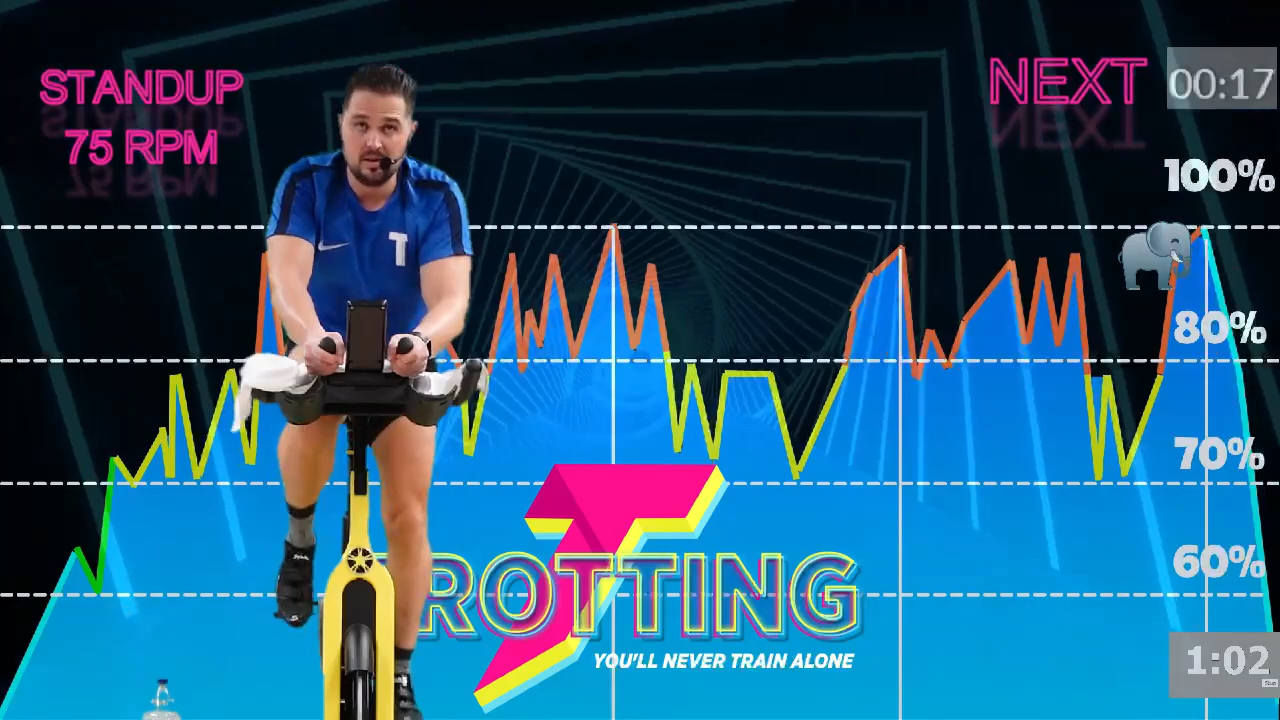 STANDUP
75 RPM
NEXT
00:17
100%
80%
70%
60%
T
TROTTING
YOU'LL NEVER TRAIN ALONE
1:02